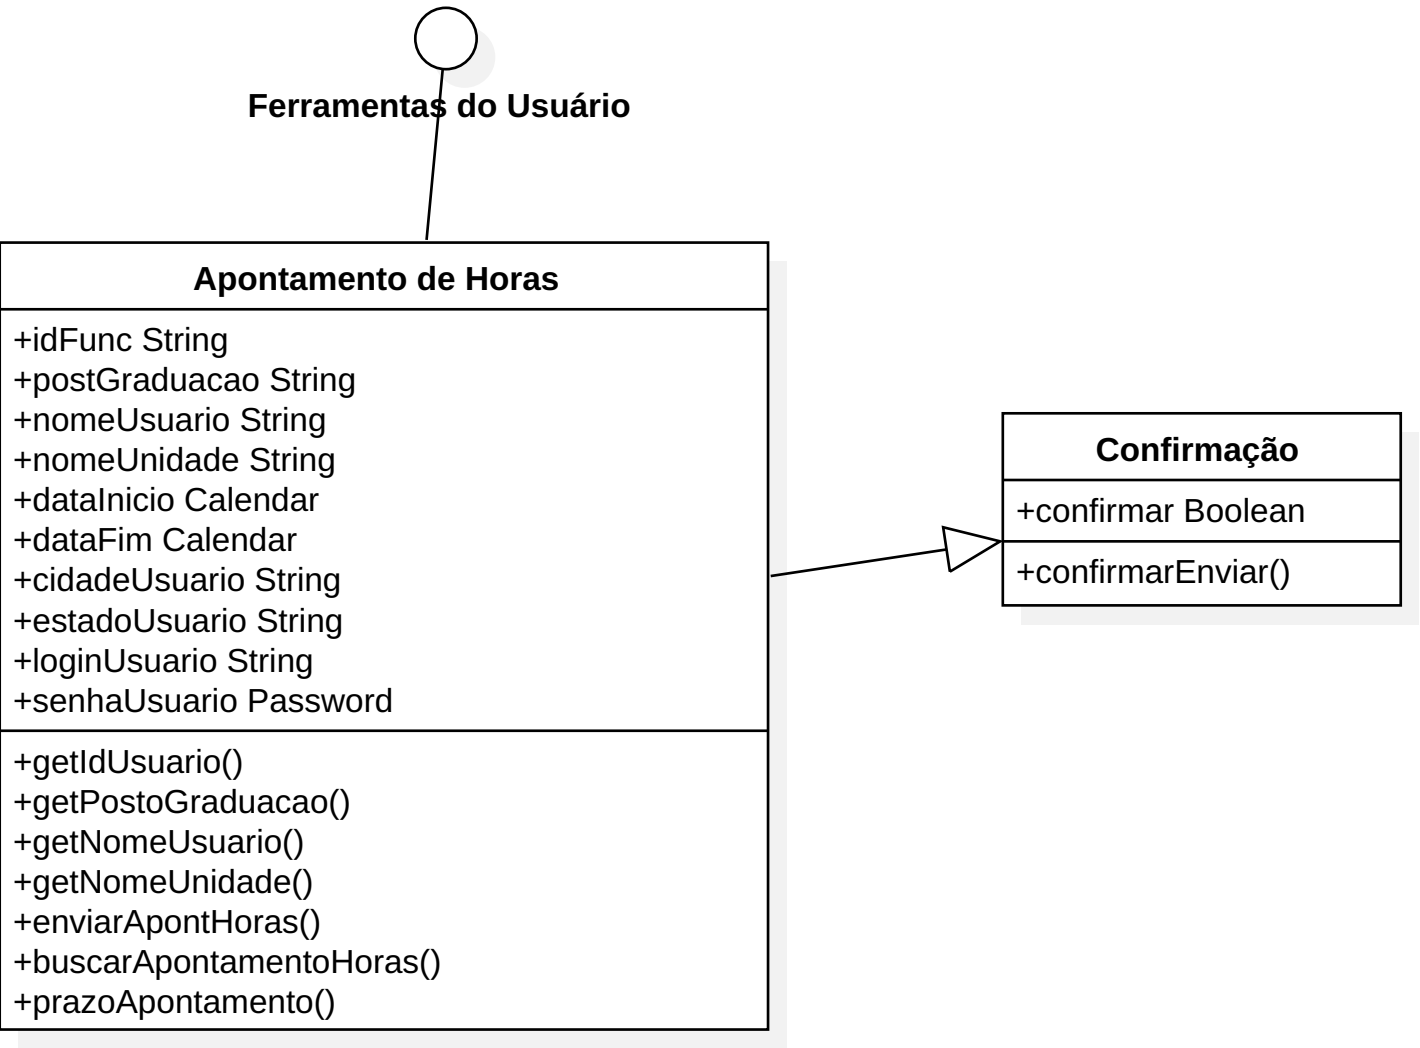 Ferramentas do Usuário
Apontamento de Horas
+idFunc String
+postGraduacao String
+nomeUsuario String
+nomeUnidade String
+dataInicio Calendar
+dataFim Calendar
+cidadeUsuario String
+estadoUsuario String
+loginUsuario String
+senhaUsuario Password
+getIdUsuario()
+getPostoGraduacao()
+getNomeUsuario()
+getNomeUnidade()
+enviarApontHoras()
+buscarApontamentoHoras()
+prazoApontamento()
Confirmação
+confirmar Boolean
+confirmarEnviar()